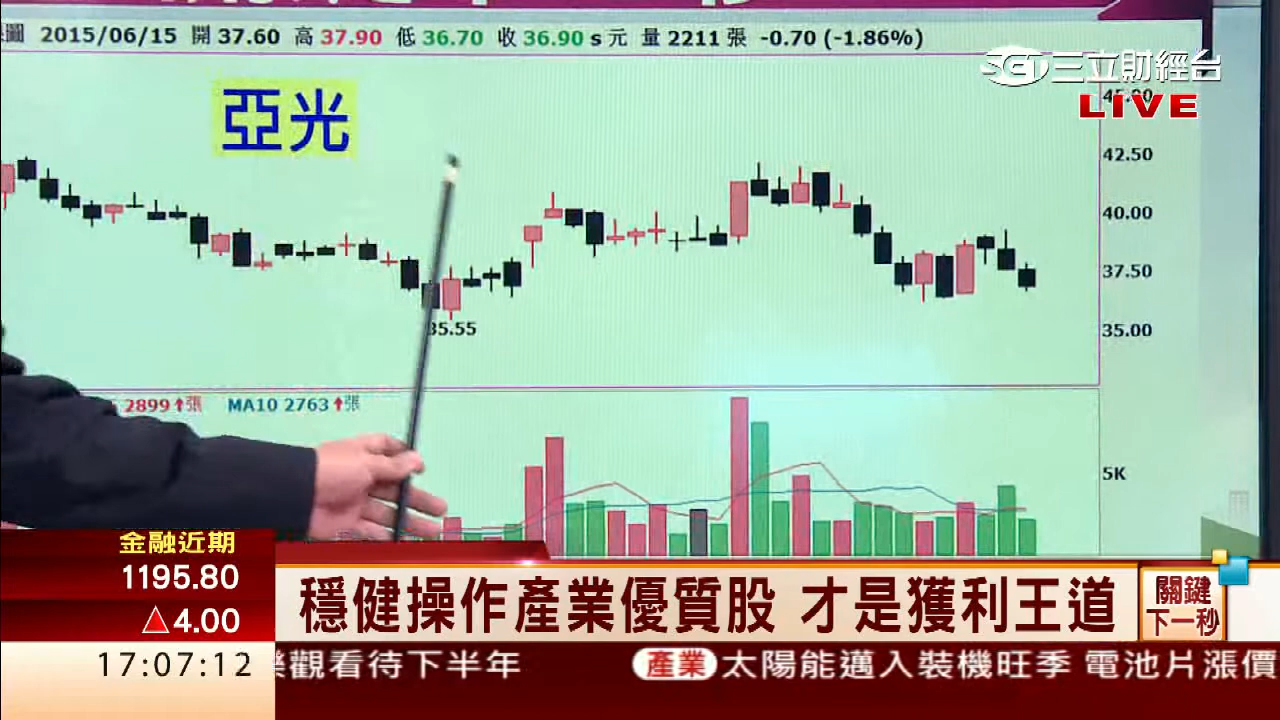 圖 2015/06/15 開 37.60 高 37.90 低 36.70 收 36.90 s 元 量 2211 張 -0.70 (-1.86%)
三立財經台
LIVE
亞光
45.00
42.50
40.00
37.50
35.00
35.55
2899↑張 MA10 2763↑張
5K
金融近期
1195.80
△4.00
17:07:12
穩健操作產業優質股 才是獲利王道
關鍵
下一秒
樂觀看待下半年 產業 太陽能邁入裝機旺季 電池片漲價